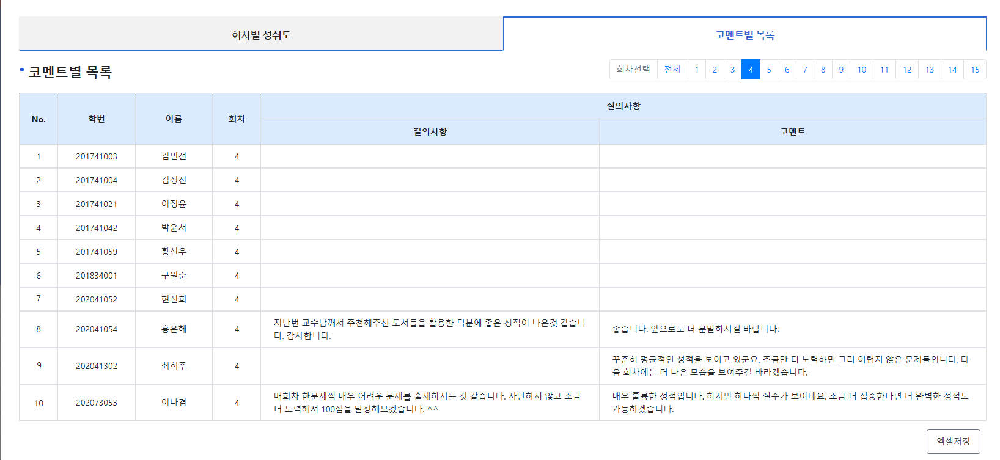 회차별 성취도
코멘트별 목록
코멘트별 목록
회차선택 전체 1 2 3 4 5 6 7 8 9 10 11 12 13 14 15
No. 학번 이름 회차 질의사항
질의사항 코멘트
1 201741003 김민선 4
2 201741004 김성진 4
3 201741021 이정윤 4
4 201741042 박윤서 4
5 201741059 황신우 4
6 201834001 구원준 4
7 202041052 현진희 4
8 202041054 홍은혜 4
지난번 교수남깨서 추천해주신 도서들을 활용한 덕분에 좋은 성적이 나온것 같습니
다. 감사합니다.
좋습니다. 앞으로도 더 분발하시길 바랍니다.
9 202041302 최희주 4
꾸준히 평균적인 성적을 보이고 있군요. 조금만 더 노력하면 그리 어렵지 않은 문제들입니다. 다
음 회차에는 더 나은 모습을 보여주길 바라겠습니다.
10 202073053 이나겸 4
매회차 한문제씩 매우 어려운 문제를 출제하시는 것 같습니다. 자만하지 않고 조금
더 노력해서 100점을 달성해보겠습니다. ^^
매우 훌륭한 성적입니다. 하지만 하나씩 실수가 보이네요. 조금 더 집중한다면 더 완벽한 성적도
가능하겠습니다.
엑셀저장